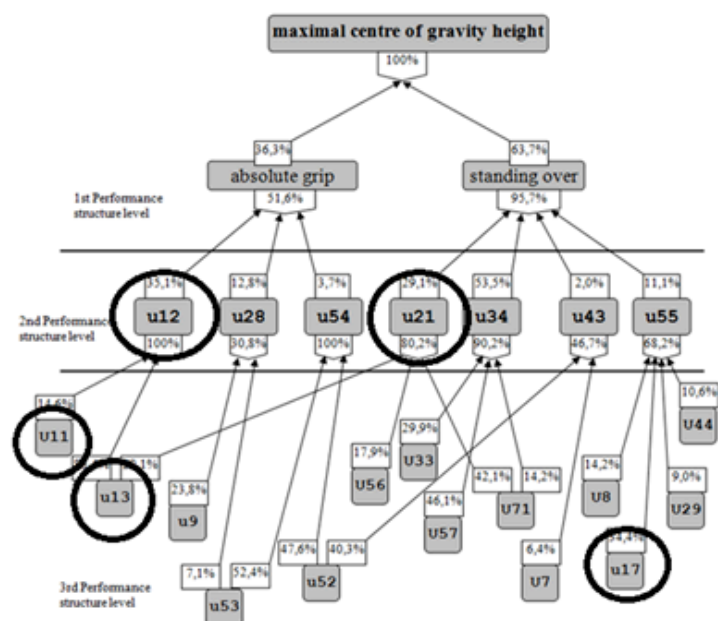 maximal centre of gravity height
100%
36,3%
63,7%
absolute grip
standing over
1st Performance
structure level
51,6%
95,7%
35,1%
12,8%
3,7%
29,1%
53,5%
2,0%
11,1%
u12
u28
u54
u21
u34
u43
u55
2nd Performance
structure level
100%
30,8%
100%
80,2%
90,2%
46,7%
68,2%
14,6%
10,6%
U11
U44
29,9%
17,9%
U33
u13
23,8%
U56
42,1%
14,2%
14,2%
9,0%
u9
46,1%
U71
U8
U29
U57
47,6%
40,3%
7,1%
52,4%
6,4%
u52
U7
u17
3rd Performance
structure level
u53